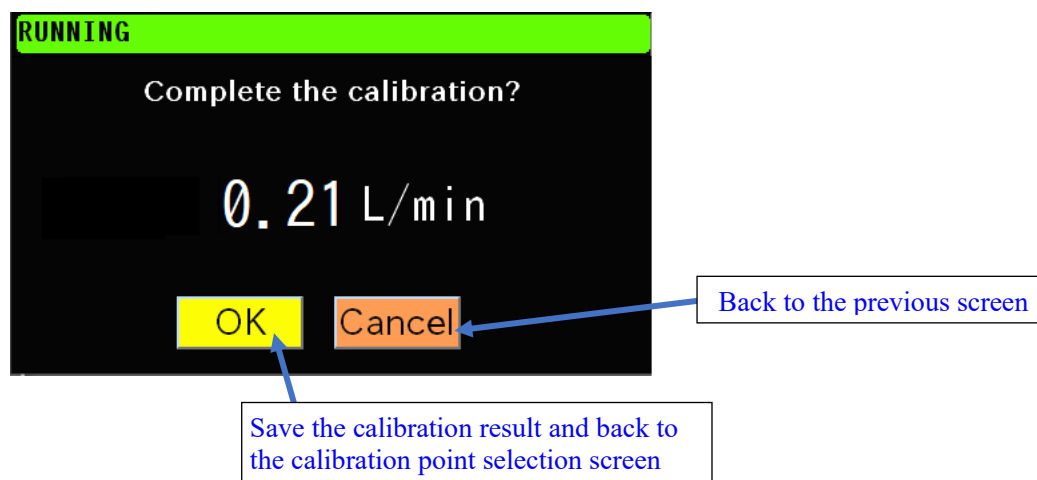 RUNNING
Complete the calibration?
0.21 L/min
OK Cancel
Back to the previous screen
Save the calibration result and back to
the calibration point selection screen